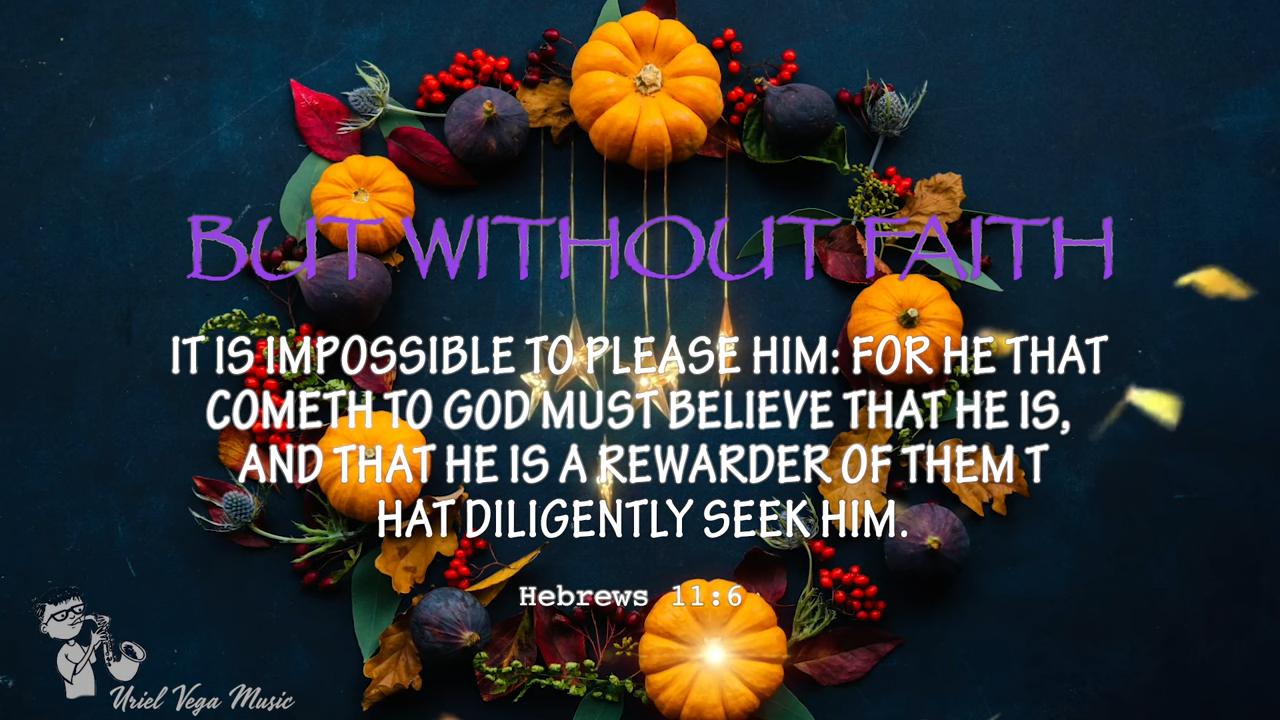 BUT WITHOUT FAITH
IT IS IMPOSSIBLE TO PLEASE HIM: FOR HE THAT
COMETH TO GOD MUST BELIEVE THAT HE IS,
AND THAT HE IS A REWARDER OF THEM T
HAT DILIGENTLY SEEK HIM.
Hebrews 11:6
Uriel Vega Music